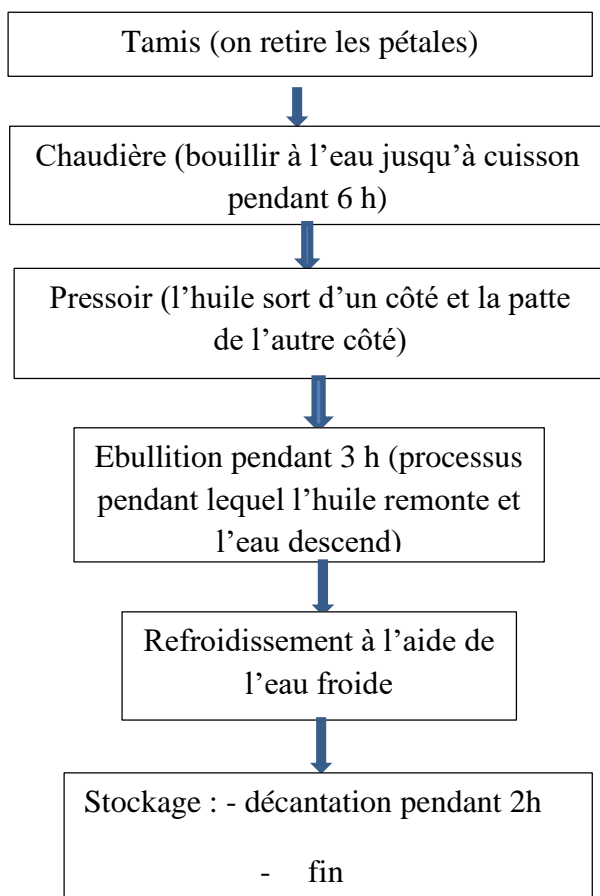 Tamis (on retire les pétales)
Chaudière (bouillir à l’eau jusqu’à cuisson
pendant 6 h)
Pressoir (l’huile sort d’un côté et la patte
de l’autre côté)
Ebullition pendant 3 h (processus
pendant lequel l’huile remonte et
l’eau descend)
Refroidissement à l’aide de
l’eau froide
Stockage : - décantation pendant 2h
- fin